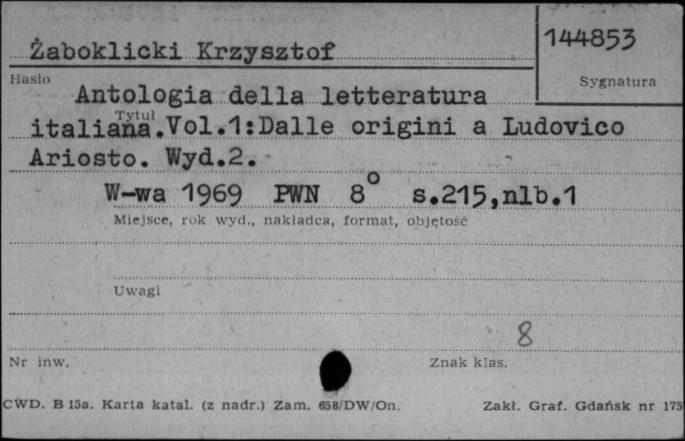 Żaboklicki Krzysztof
144853
Hasło
Sygnatura
Antologia della letteratura
Tytuł
italiana.Vol.1:Dalle origini a Ludovico
Ariosto. Wyd.2.
W-wa 1969 PWN 8° s.215,nlb.1
Miejsce, rok wyd., nakładca, format, objętość
Uwagi
8
Nr inw.
Znak klas.
CWD. B 15a. Karta katal. (z nadr.) Zam. 658/DW/On.
Zakł. Graf. Gdańsk nr 175